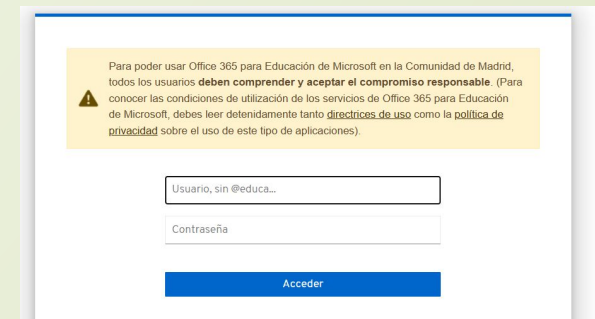 Para poder usar Office 365 para Educación de Microsoft en la Comunidad de Madrid,
todos los usuarios deben comprender y aceptar el compromiso responsable. (Para
conocer las condiciones de utilización de los servicios de Office 365 para Educación
de Microsoft, debes leer detenidamente tanto directrices de uso como la política de
privacidad sobre el uso de este tipo de aplicaciones).
Usuario, sin @educa...
Contraseña
Acceder